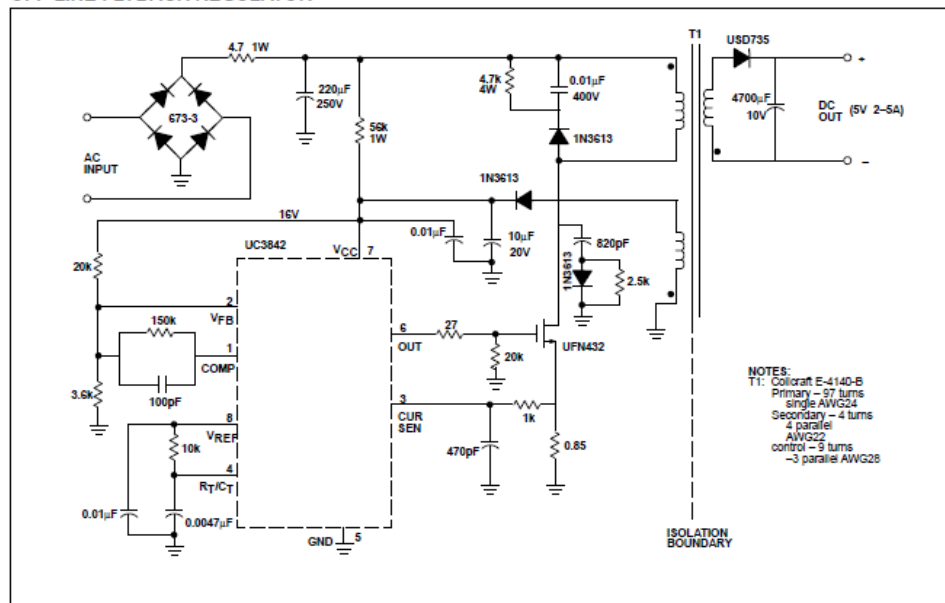 4.7 1W
T1
USD735
+
220µF
250V
4.7k
4W
0.01µF
400V
4700µF
10V
DC
OUT
(5V 2–5A)
–
673-3
56k
1W
1N3613
AC
INPUT
1N3613
16V
0.01µF
10µF
20V
820pF
1N3613
2.5k
UC3842
VCC
7
20k
2
VFB
150k
1
COMP
100pF
3.6k
6
OUT
27
20k
UFN432
3
CUR
SEN
1k
470pF
0.85
8
VREF
10k
4
RT/CT
0.01µF
0.0047µF
GND
5
NOTES:
T1: Coilcraft E-4140-B
Primary – 97 turns
single AWG24
Secondary – 4 turns
4 parallel
AWG22
control – 9 turns
–3 parallel AWG28
ISOLATION
BOUNDARY